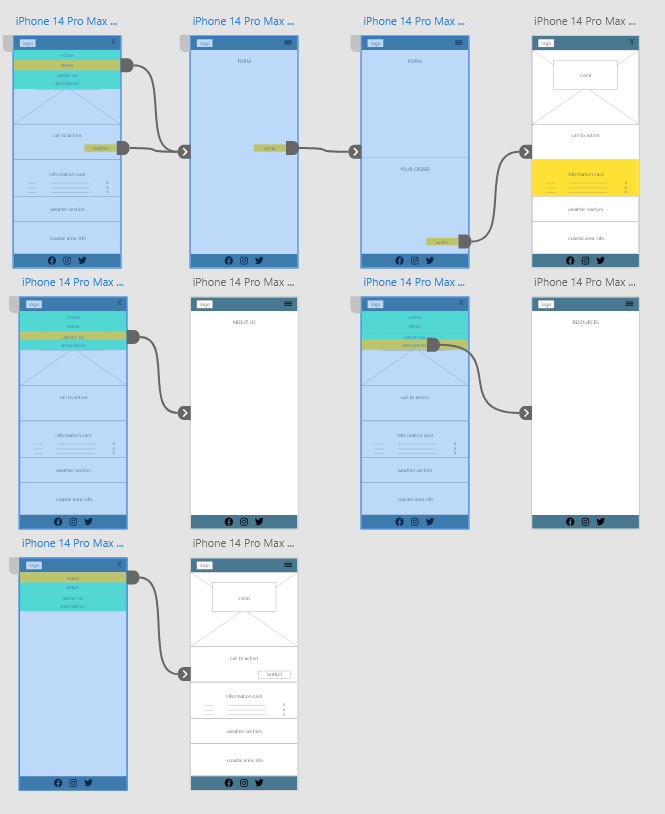 iPhone 14 Pro Max ...
logo
X
HOME
FORM
ABOUT US
RESOURCES
call to action
button
information card
X
X
X
weather section
coastal area info
iPhone 14 Pro Max ...
logo
FORM
iPhone 14 Pro Max ...
logo
FORM
YOUR ORDER
iPhone 14 Pro Max ...
logo
X
claim
call to action
information card
X
X
X
weather section
coastal area info
iPhone 14 Pro Max ...
logo
X
HOME
ABOUT US
RESOURCES
call to action
information card
X
X
X
weather section
coastal area info
iPhone 14 Pro Max ...
logo
ABOUT US
iPhone 14 Pro Max ...
logo
X
HOME
ABOUT US
RESOURCES
call to action
information card
X
X
X
weather section
coastal area info
iPhone 14 Pro Max ...
logo
RESOURCES
iPhone 14 Pro Max ...
logo
X
HOME
ABOUT US
RESOURCES
iPhone 14 Pro Max ...
logo
claim
call to action
button
information card
X
X
X
weather section
coastal area info